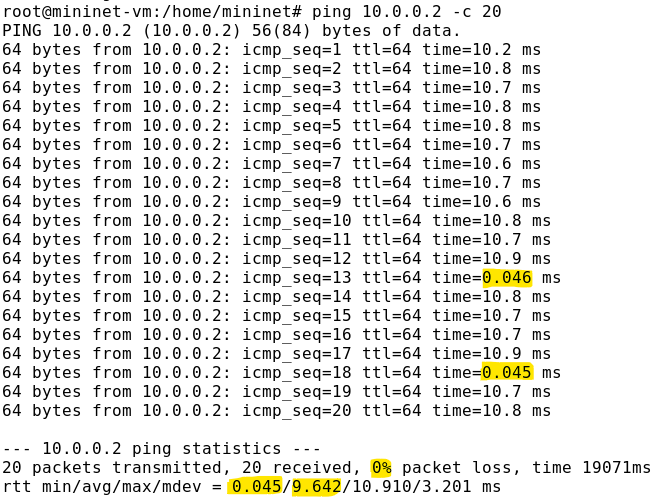 root@mininet-vm:/home/mininet# ping 10.0.0.2 -c 20
PING 10.0.0.2 (10.0.0.2) 56(84) bytes of data.
64 bytes from 10.0.0.2: icmp_seq=1 ttl=64 time=10.2 ms
64 bytes from 10.0.0.2: icmp_seq=2 ttl=64 time=10.8 ms
64 bytes from 10.0.0.2: icmp_seq=3 ttl=64 time=10.7 ms
64 bytes from 10.0.0.2: icmp_seq=4 ttl=64 time=10.8 ms
64 bytes from 10.0.0.2: icmp_seq=5 ttl=64 time=10.8 ms
64 bytes from 10.0.0.2: icmp_seq=6 ttl=64 time=10.7 ms
64 bytes from 10.0.0.2: icmp_seq=7 ttl=64 time=10.6 ms
64 bytes from 10.0.0.2: icmp_seq=8 ttl=64 time=10.7 ms
64 bytes from 10.0.0.2: icmp_seq=9 ttl=64 time=10.6 ms
64 bytes from 10.0.0.2: icmp_seq=10 ttl=64 time=10.8 ms
64 bytes from 10.0.0.2: icmp_seq=11 ttl=64 time=10.7 ms
64 bytes from 10.0.0.2: icmp_seq=12 ttl=64 time=10.9 ms
64 bytes from 10.0.0.2: icmp_seq=13 ttl=64 time=0.046 ms
64 bytes from 10.0.0.2: icmp_seq=14 ttl=64 time=10.8 ms
64 bytes from 10.0.0.2: icmp_seq=15 ttl=64 time=10.7 ms
64 bytes from 10.0.0.2: icmp_seq=16 ttl=64 time=10.7 ms
64 bytes from 10.0.0.2: icmp_seq=17 ttl=64 time=10.9 ms
64 bytes from 10.0.0.2: icmp_seq=18 ttl=64 time=0.045 ms
64 bytes from 10.0.0.2: icmp_seq=19 ttl=64 time=10.7 ms
64 bytes from 10.0.0.2: icmp_seq=20 ttl=64 time=10.8 ms
--- 10.0.0.2 ping statistics ---
20 packets transmitted, 20 received, 0% packet loss, time 19071ms
rtt min/avg/max/mdev = 0.045/9.642/10.910/3.201 ms